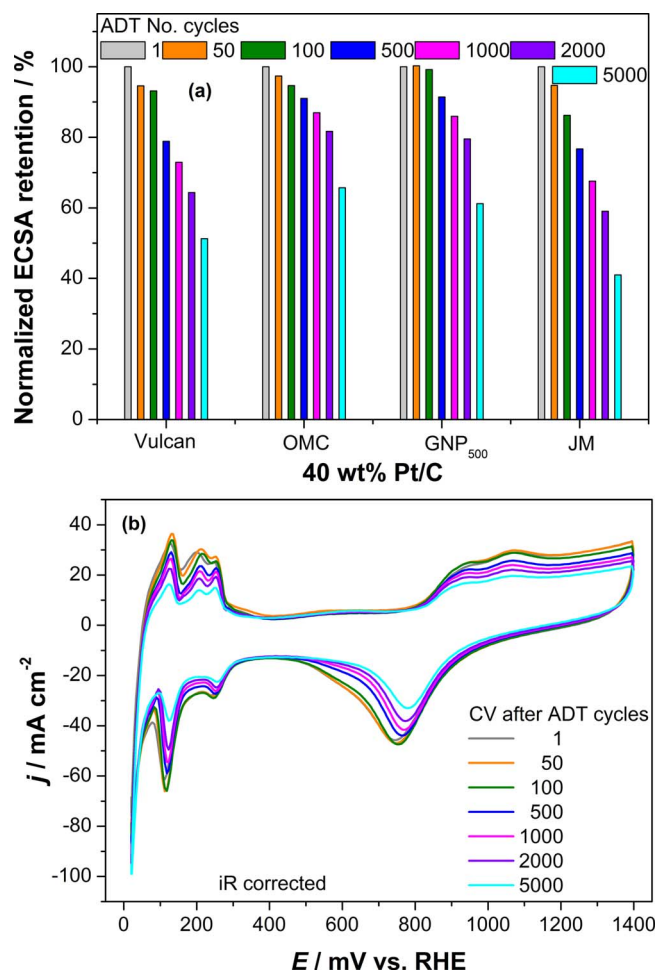 ADT No. cycles
1 50 100 500 1000 2000
5000
(a)
Normalized ECSA retention / %
100
80
60
40
20
0
Vulcan OMC GNP500 JM
40 wt% Pt/C
(b)
j / mA cm-2
40
20
0
-20
-40
-60
-80
-100
CV after ADT cycles
1
50
100
500
1000
2000
5000
iR corrected
0 200 400 600 800 1000 1200 1400
E / mV vs. RHE